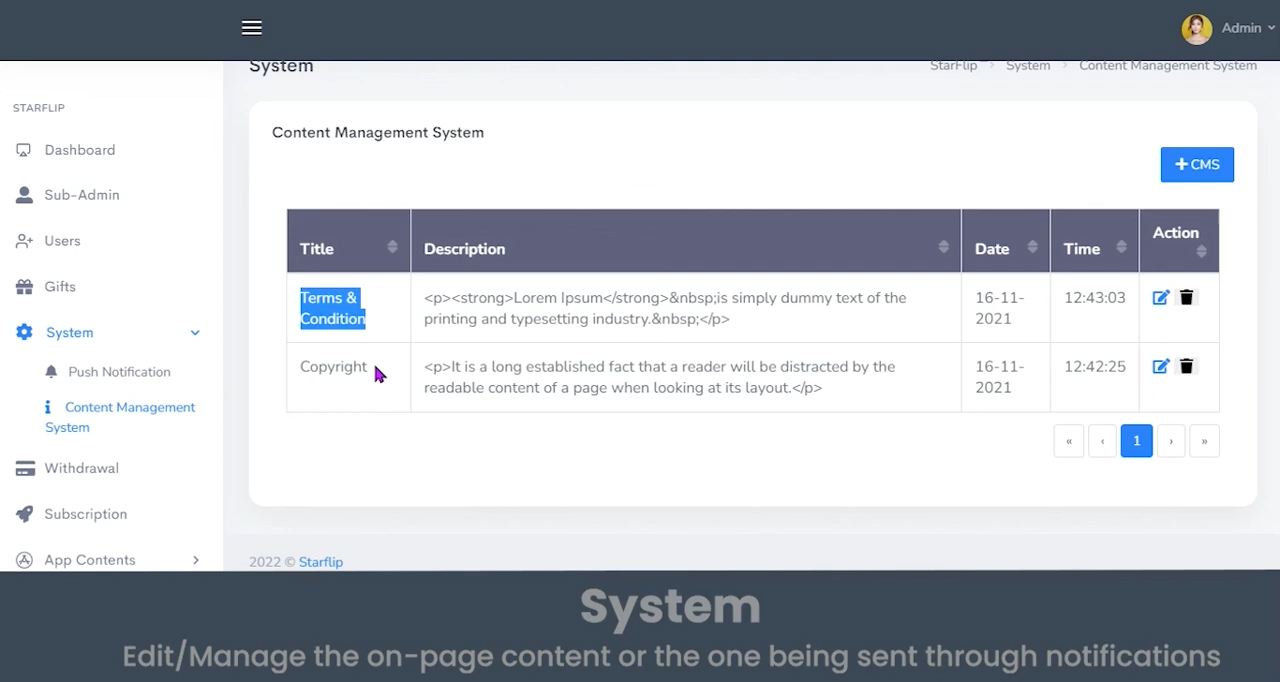 Admin
System
StarFlip > System > Content Management System
STARFLIP
Dashboard
Sub-Admin
Users
Gifts
System
Push Notification
Content Management
System
Withdrawal
Subscription
App Contents
Content Management System
+ CMS
Title Description Date Time Action
Terms & <p><strong>Lorem Ipsum</strong>&nbsp;is simply dummy text of the 16-11- 12:43:03
Condition printing and typesetting industry.&nbsp;</p> 2021
Copyright <p>It is a long established fact that a reader will be distracted by the 16-11- 12:42:25
readable content of a page when looking at its layout.</p> 2021
« ‹ 1 › »
2022 © Starflip
System
Edit/Manage the on-page content or the one being sent through notifications